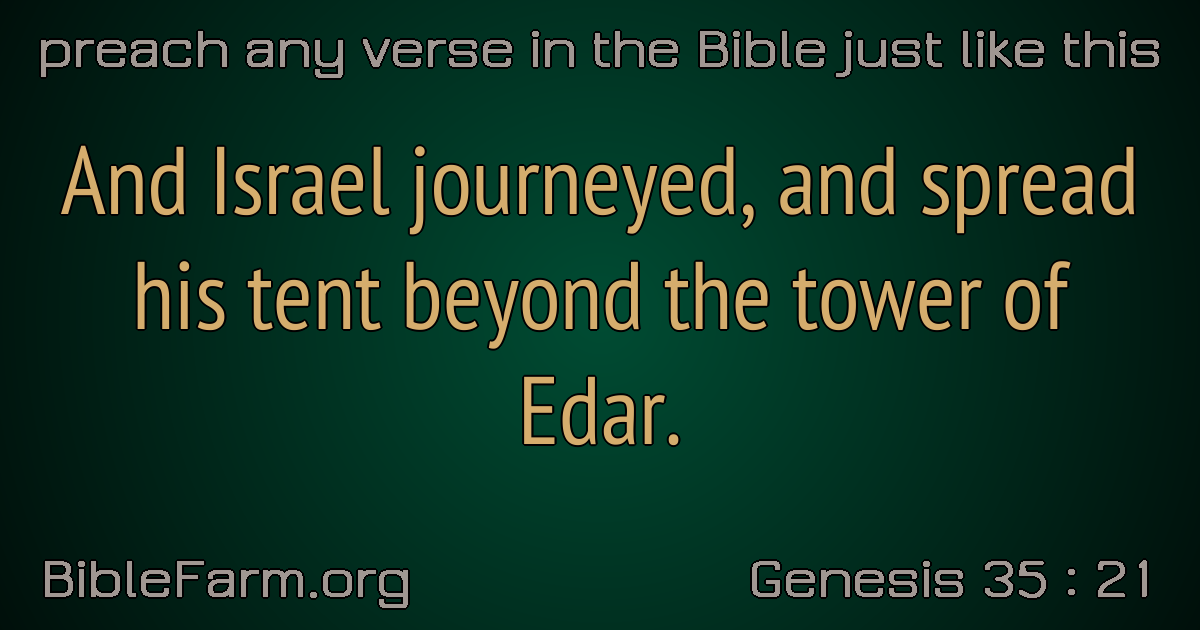 preach any verse in the Bible just like this
And Israel journeyed, and spread
his tent beyond the tower of
Edar.
BibleFarm.org
Genesis 35 : 21